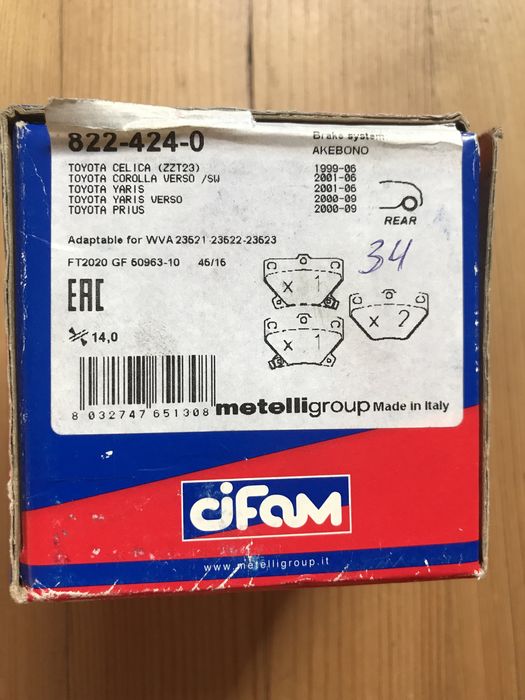 822-424-0
Brake system
AKEBONO
TOYOTA CELICA (ZZT23) 1999-06
TOYOTA COROLLA VERSO /SW 2001-06
TOYOTA YARIS 2001-06
TOYOTA YARIS VERSO 2000-09
TOYOTA PRIUS 2000-09
REAR
Adaptable for WVA 23521-23522-23523
FT2020 GF 50963-10 45/16
34
EAC
x 1
x 1
x 2
14,0
8 032747 651308
metelligroup Made in Italy
CIFAM
www.metelligroup.it